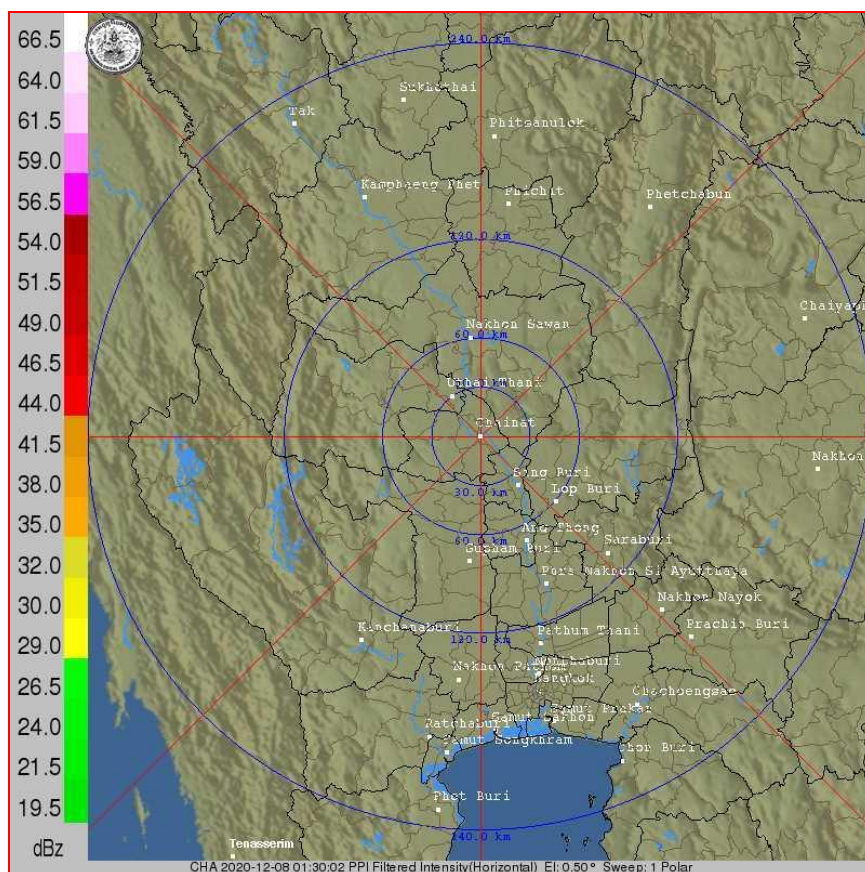 66.5
64.0
61.5
59.0
56.5
54.0
51.5
49.0
46.5
44.0
41.5
38.0
35.0
32.0
30.0
29.0
26.5
24.0
21.5
19.5
dBz
240.0 km
Sukhothai
Tak
Phitsanulok
Kamphaeng Phet
Phichit
Phetchabun
120.0 km
Chaiyap
Nakhon Sawan
60.0 km
Uthai Thani
Chainat
Nakhon
Sing Buri
30.0 km
Lop Buri
Ang Thong
60.0 km
Saraburi
Suphan Buri
Pora Nakhon Si Ayutthaya
Nakhon Nayok
120.0 km
Kanchanaburi
Pathum Thani
Prachin Buri
Nonthaburi
Nakhon Pathom
Bangkok
Chachoengsao
Samut Prakan
Samut Sakhon
Ratchaburi
Samut Songkhram
Chon Buri
Phet Buri
240.0 km
Tenasserim
CHA 2020-12-08 01:30:02 PPI Filtered Intensity(Horizontal) El: 0.50° Sweep: 1 Polar